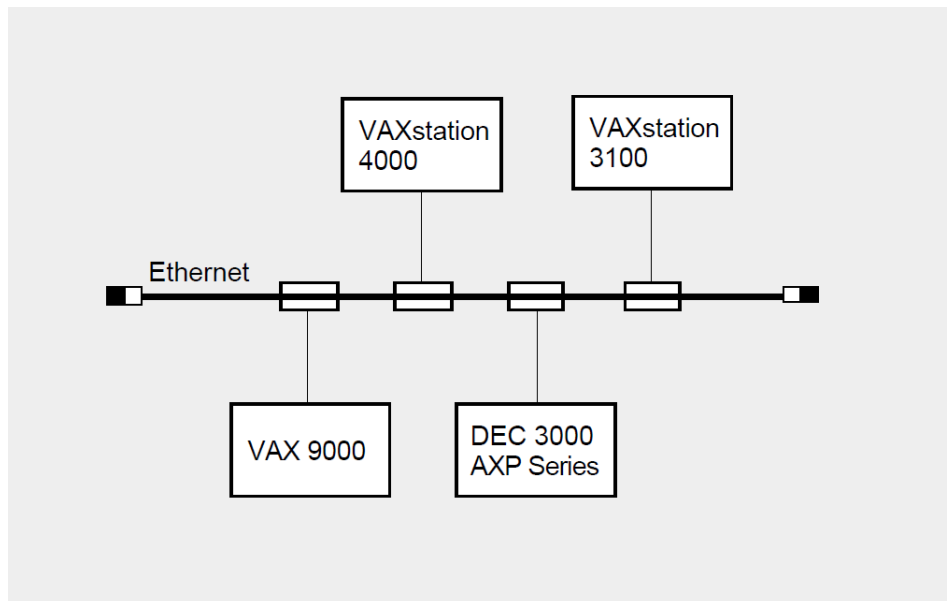 VAXstation
4000
VAXstation
3100
Ethernet
VAX 9000
DEC 3000
AXP Series